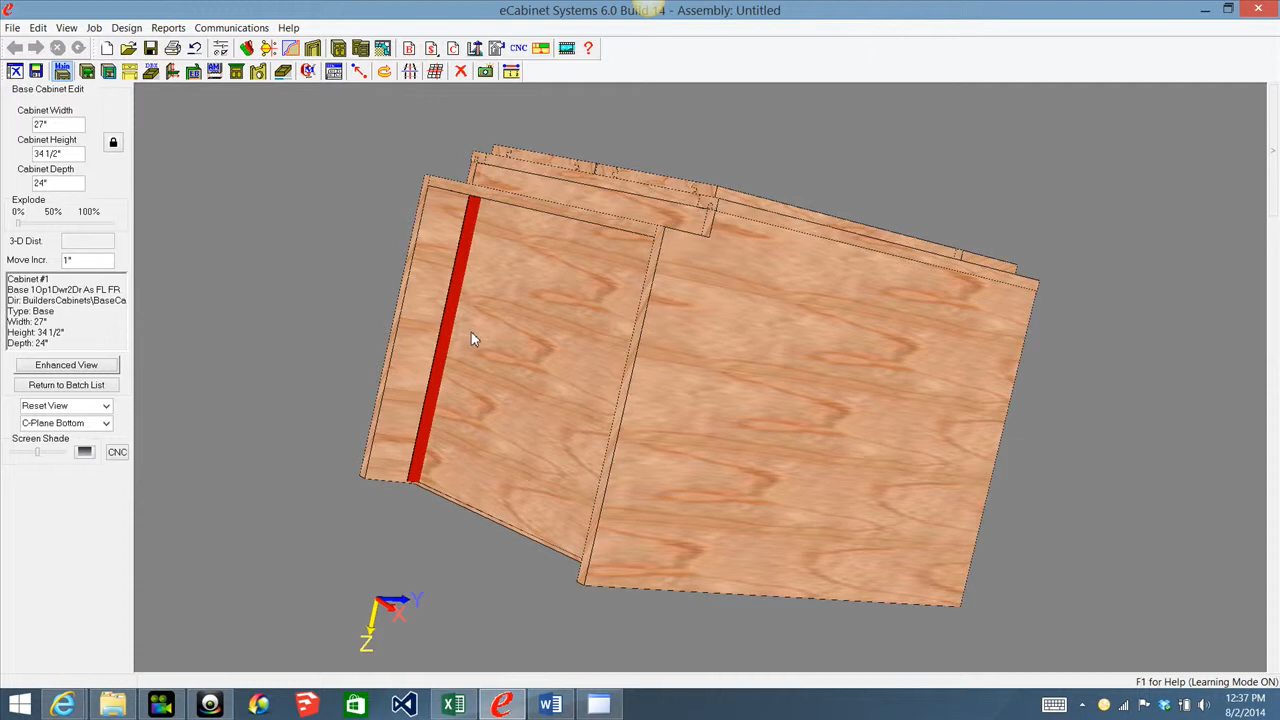 eCabinet Systems 6.0 Build 14 - Assembly: Untitled
File Edit View Job Design Reports Communications Help
CNC
Main
Base Cabinet Edit
Cabinet Width
27"
Cabinet Height
34 1/2"
Cabinet Depth
24"
Explode
0% 50% 100%
3-D Dist.
Move Incr. 1"
Cabinet #1
Base 1Op1Dwr2Dr As FL FR
Dir: BuildersCabinets\BaseCa
Type: Base
Width: 27"
Height: 34 1/2"
Depth: 24"
Enhanced View
Return to Batch List
Reset View
C-Plane Bottom
Screen Shade
CNC
Y
X
Z
F1 for Help (Learning Mode ON)
12:37 PM
8/2/2014